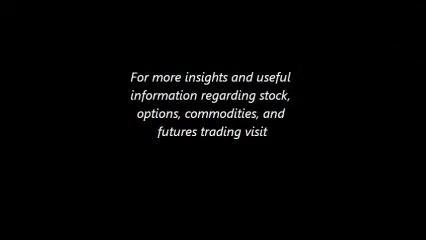 For more insights and useful
information regarding stock,
options, commodities, and
futures trading visit